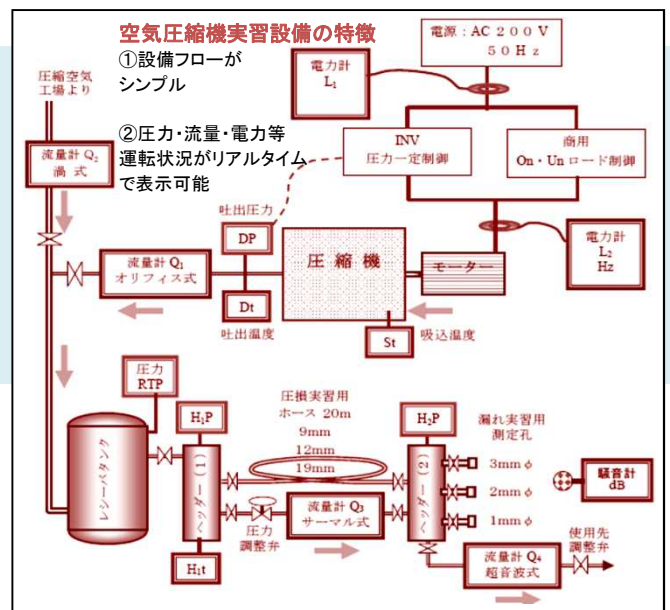 空気圧縮機実習設備の特徴
①設備フローが
シンプル
②圧力・流量・電力等
運転状況がリアルタイム
で表示可能
電源：AC 200V
50Hz
電力計
L₁
圧縮空気
工場より
流量計 Q₂
渦式
INV
圧力一定制御
商用
On・Un ロード制御
吐出圧力
DP
流量計 Q₁
オリフィス式
圧縮機
モーター
電力計
L₂
Hz
Dt
吐出温度
St
吸込温度
圧力
RTP
レシーバタンク
H₁P
ヘッダー(1)
H₁t
圧損実習用
ホース 20m
9mm
12mm
19mm
圧力
調整弁
流量計 Q₃
サーマル式
H₂P
ヘッダー(2)
漏れ実習用
測定孔
3mmφ
2mmφ
1mmφ
騒音計
dB
流量計 Q₄
超音波式
使用先
調整弁